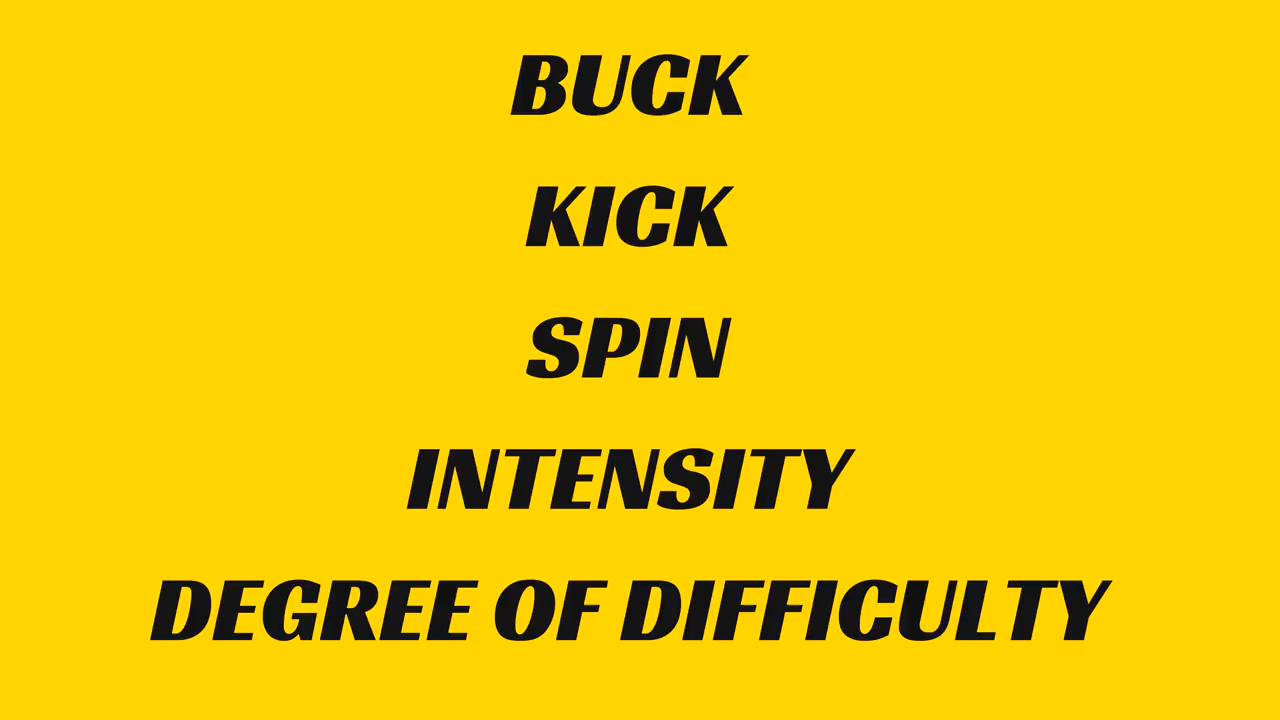 BUCK
KICK
SPIN
INTENSITY
DEGREE OF DIFFICULTY